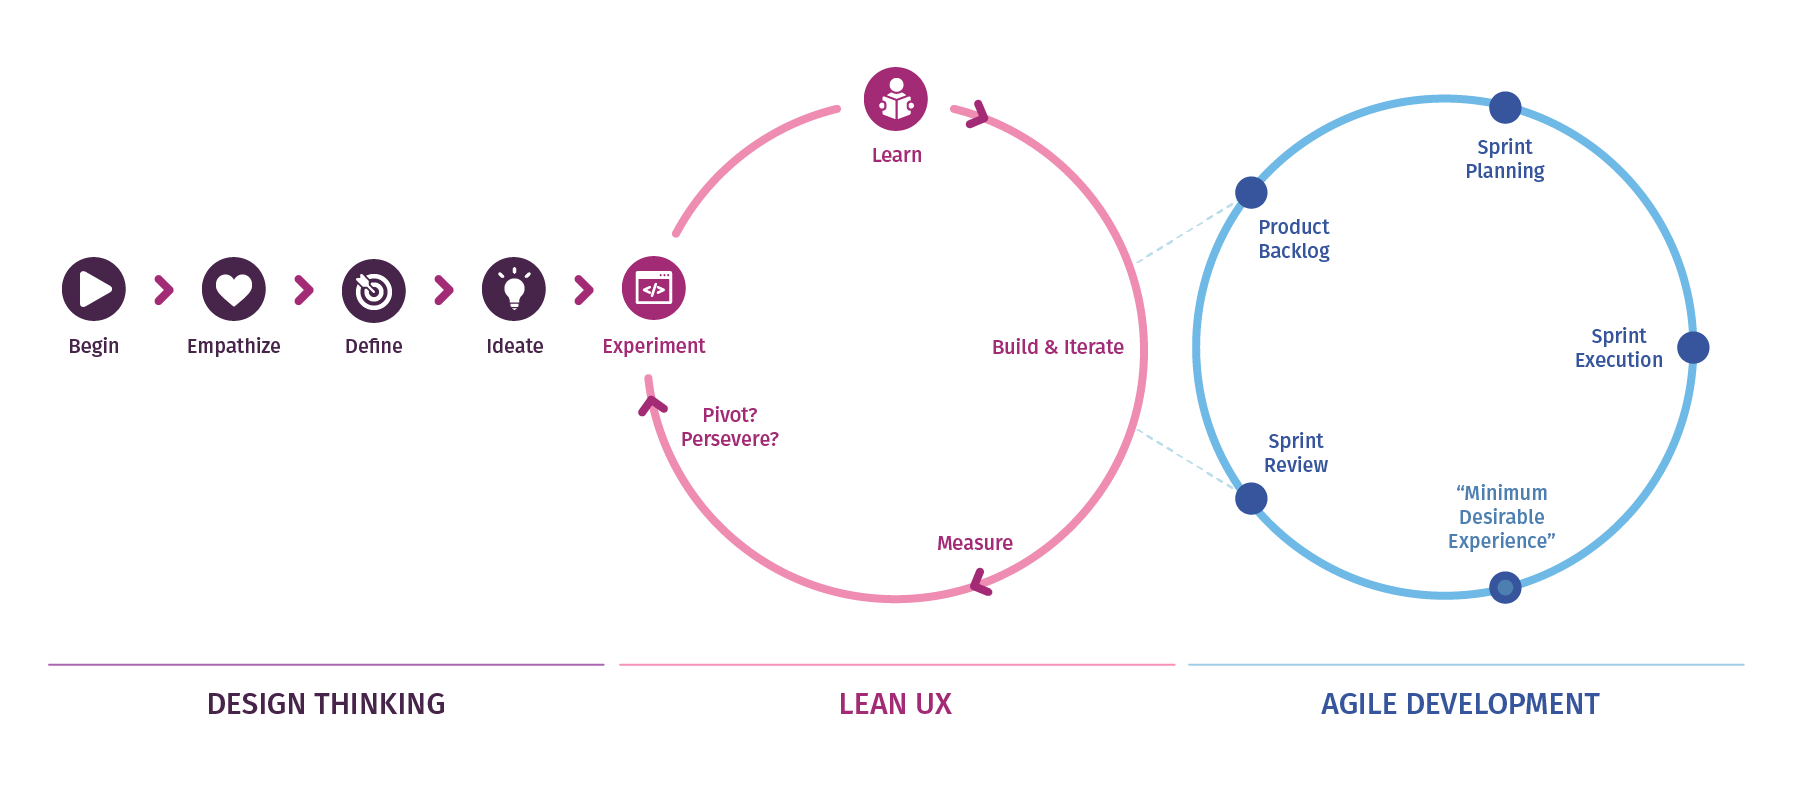 Begin
Empathize
Define
Ideate
Experiment
Learn
Build & Iterate
Measure
Pivot?
Persevere?
Product
Backlog
Sprint
Planning
Sprint
Execution
“Minimum
Desirable
Experience”
Sprint
Review
DESIGN THINKING
LEAN UX
AGILE DEVELOPMENT